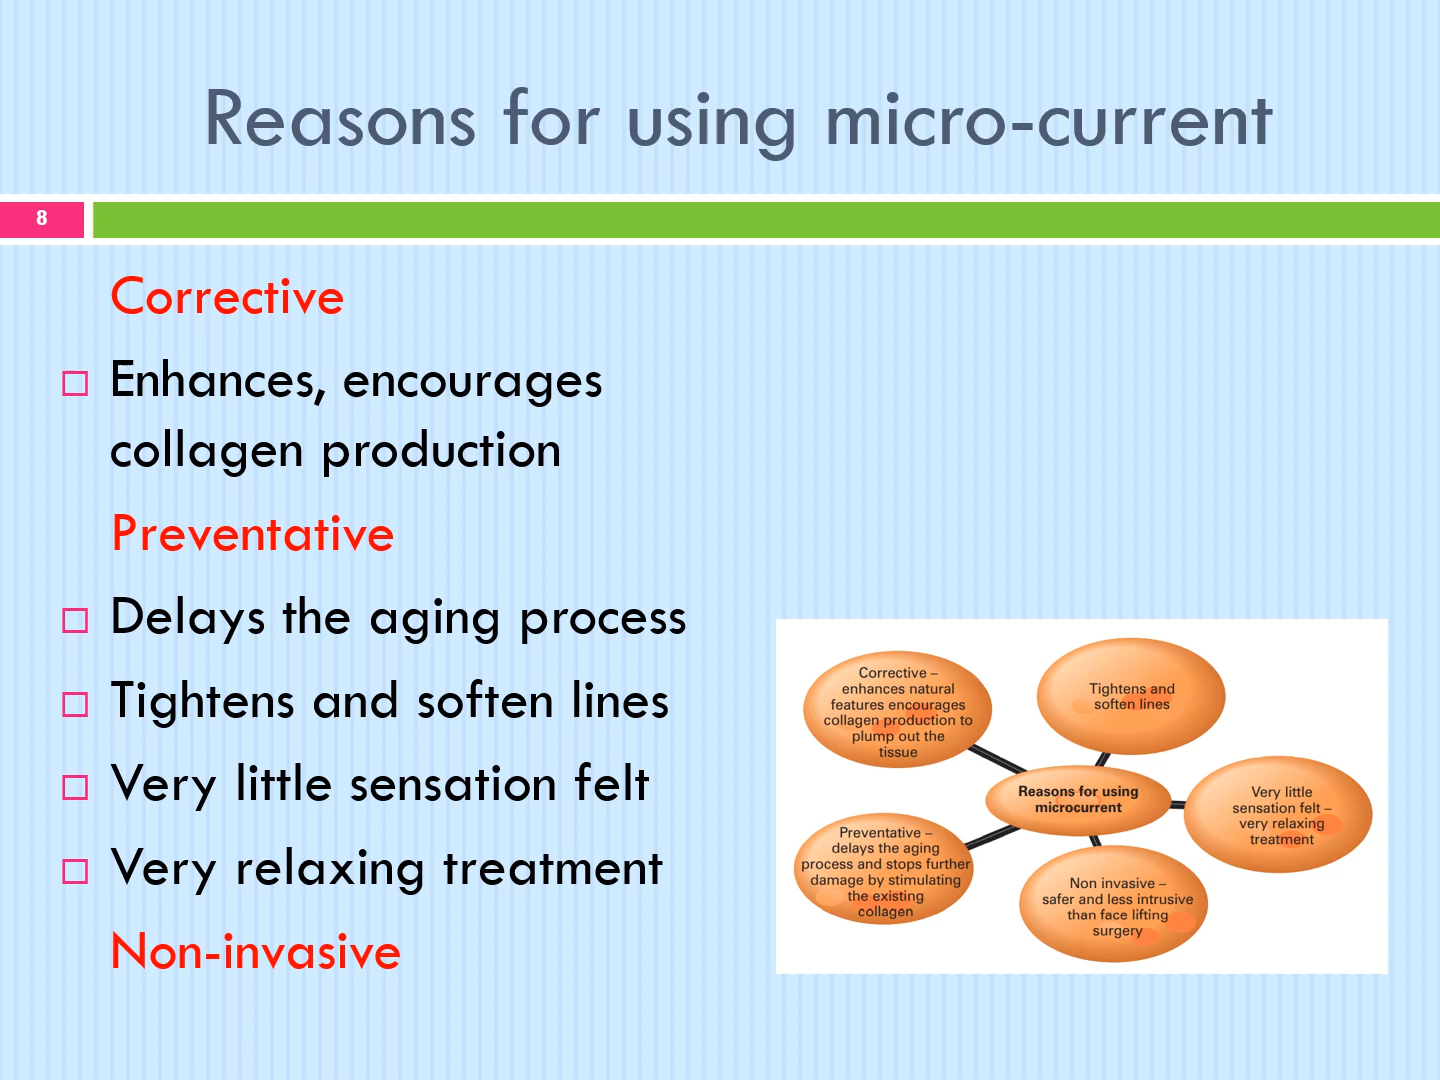 Reasons for using micro-current
8
Corrective
Enhances, encourages
collagen production
Preventative
Delays the aging process
Tightens and soften lines
Very little sensation felt
Very relaxing treatment
Non-invasive
Corrective –
enhances natural
features encourages
collagen production to
plump out the
tissue
Tightens and
soften lines
Reasons for using
microcurrent
Very little
sensation felt –
very relaxing
treatment
Preventative –
delays the aging
process and stops further
damage by stimulating
the existing
collagen
Non invasive –
safer and less intrusive
than face lifting
surgery